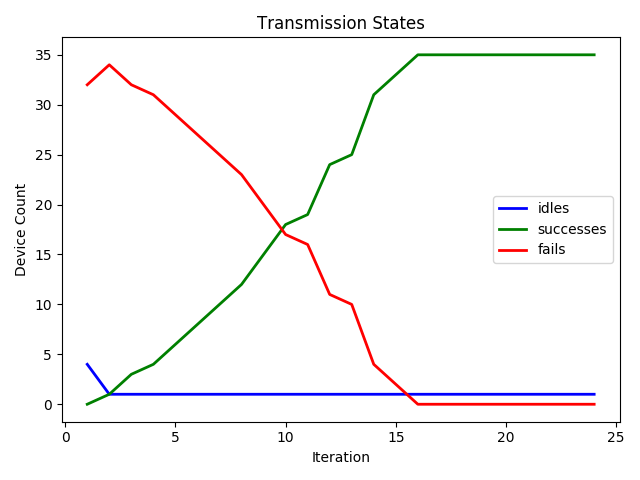 Transmission States
Device Count
35
30
25
20
15
10
5
0
idles
successes
fails
0 5 10 15 20 25
Iteration